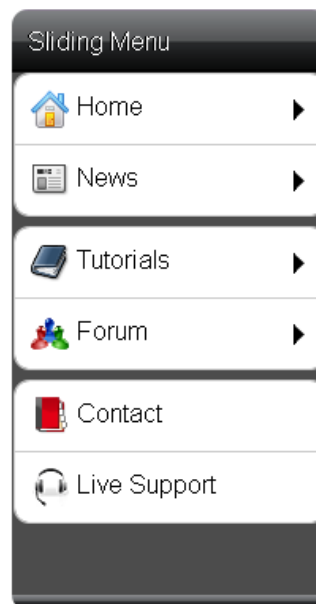 Sliding Menu
Home
News
Tutorials
Forum
Contact
Live Support